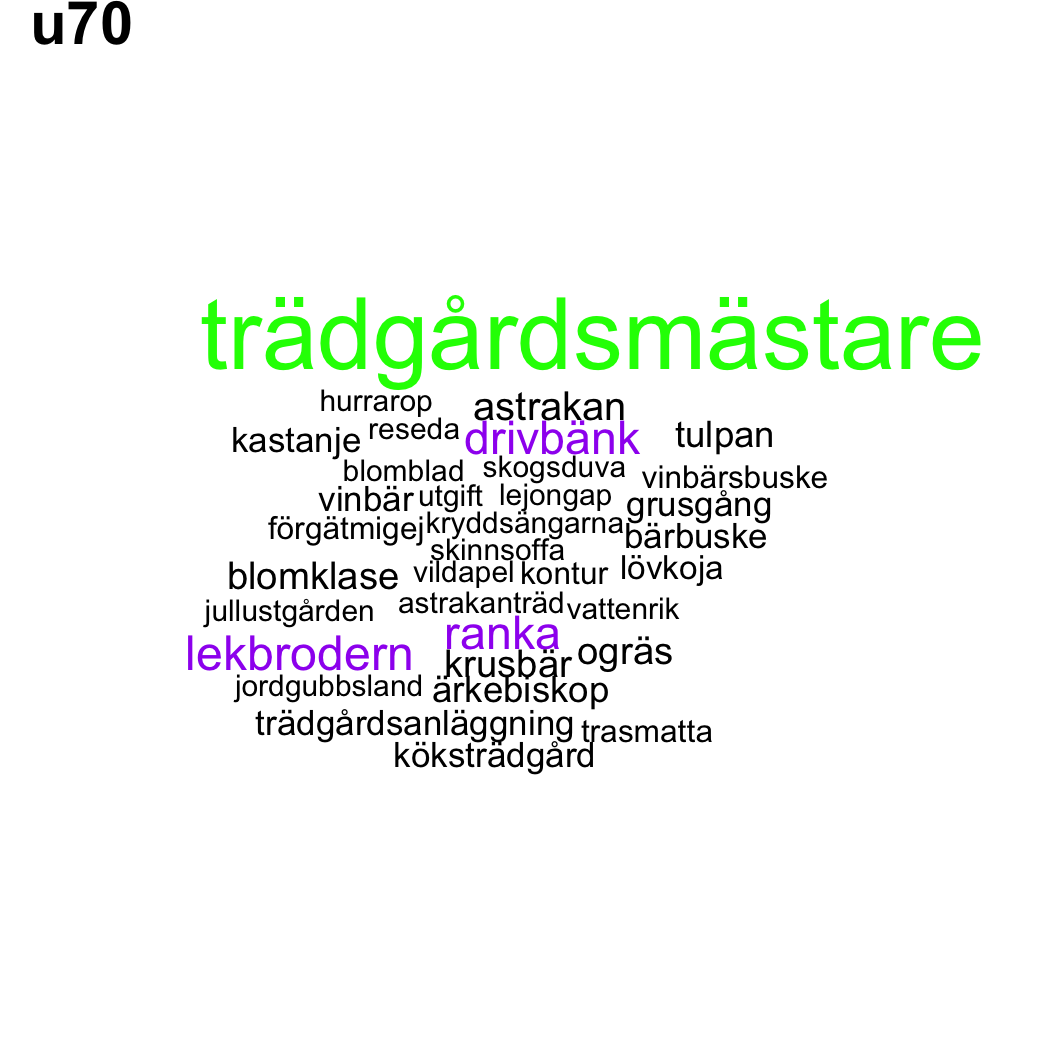 u70
trädgårdsmästare
hurrarop astrakan
kastanje reseda drivbänk tulpan
blomblad skogsduva vinbärsbuske
vinbär utgift lejongap grusgång
förgätmigej kryddsängarna bärbuske
skinnsoffa
blomklase vildapel kontur lövkoja
jullustgården astrakanträd vattenrik
lekbrodern ranka ogräs
krusbär
jordgubbsland ärkebiskop
trädgårdsanläggning trasmatta
köksträdgård